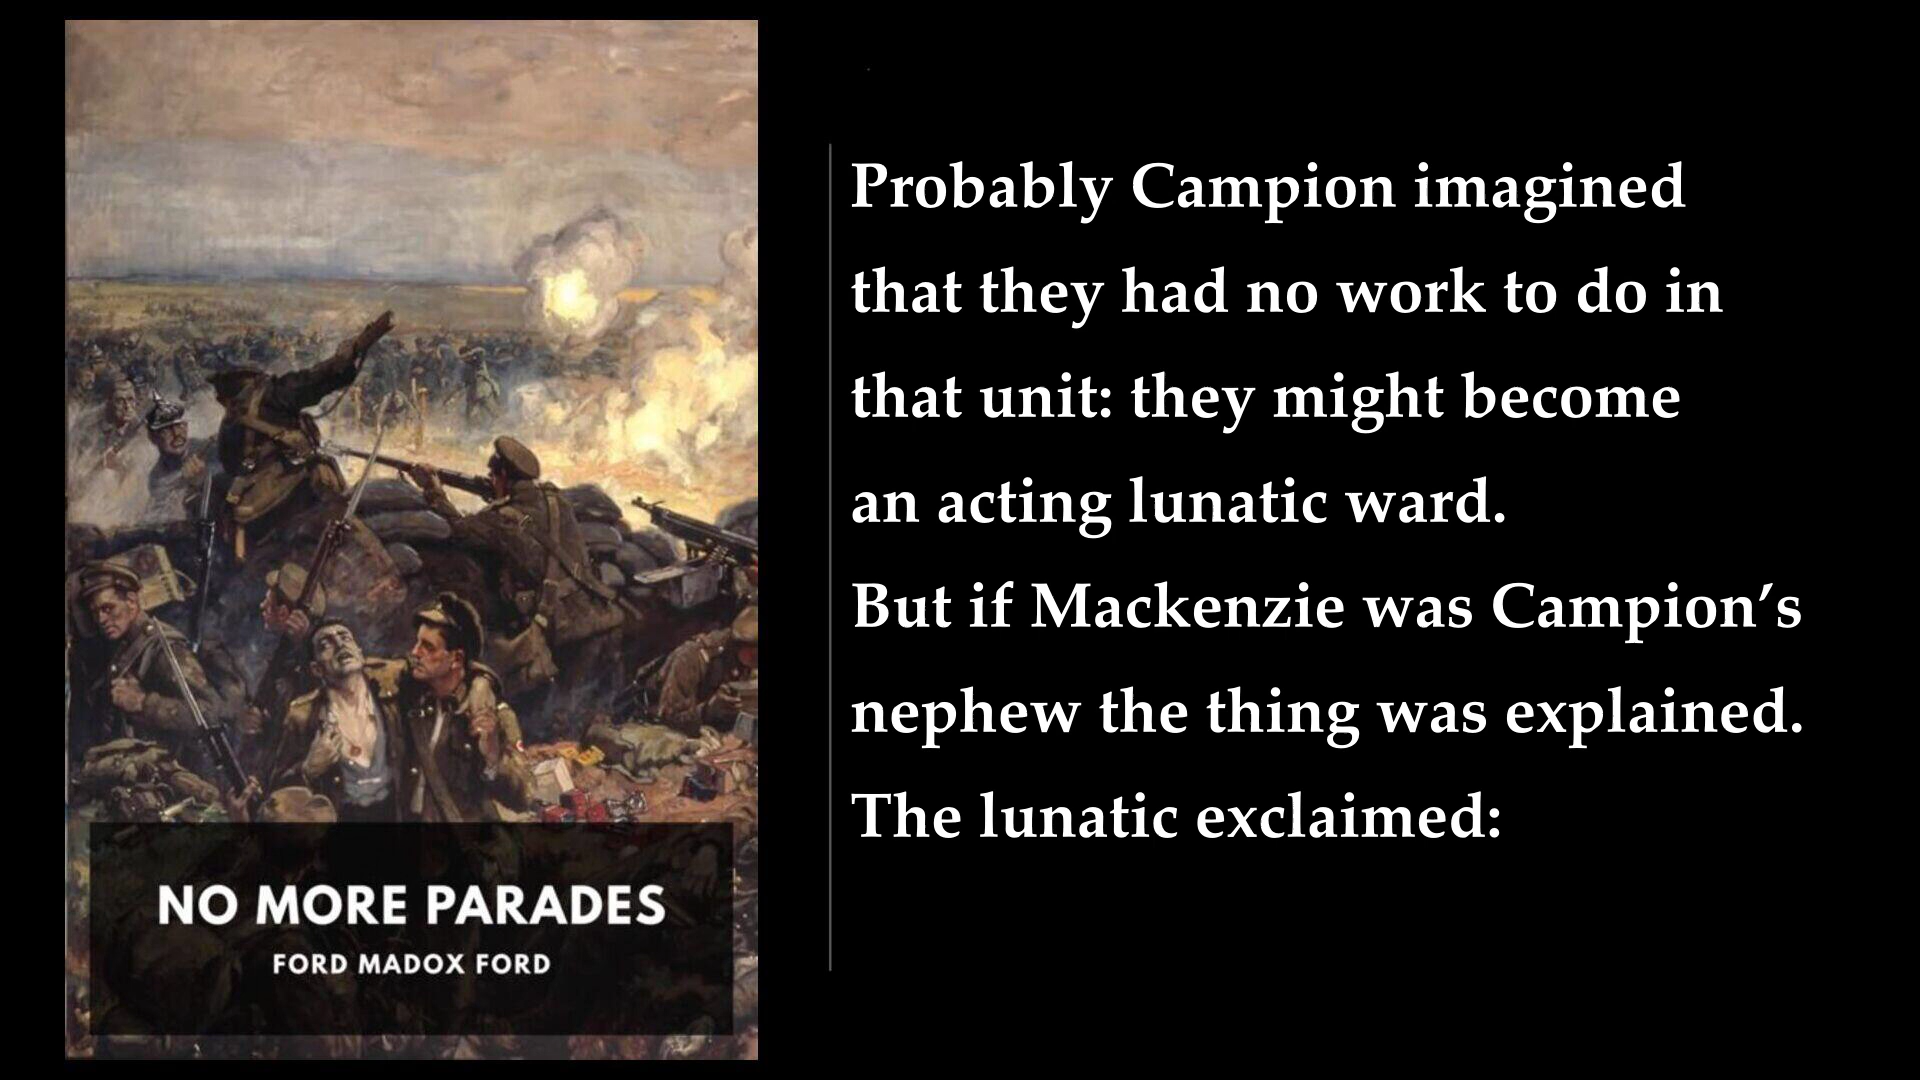 NO MORE PARADES
FORD MADOX FORD
Probably Campion imagined
that they had no work to do in
that unit: they might become
an acting lunatic ward.
But if Mackenzie was Campion’s
nephew the thing was explained.
The lunatic exclaimed: